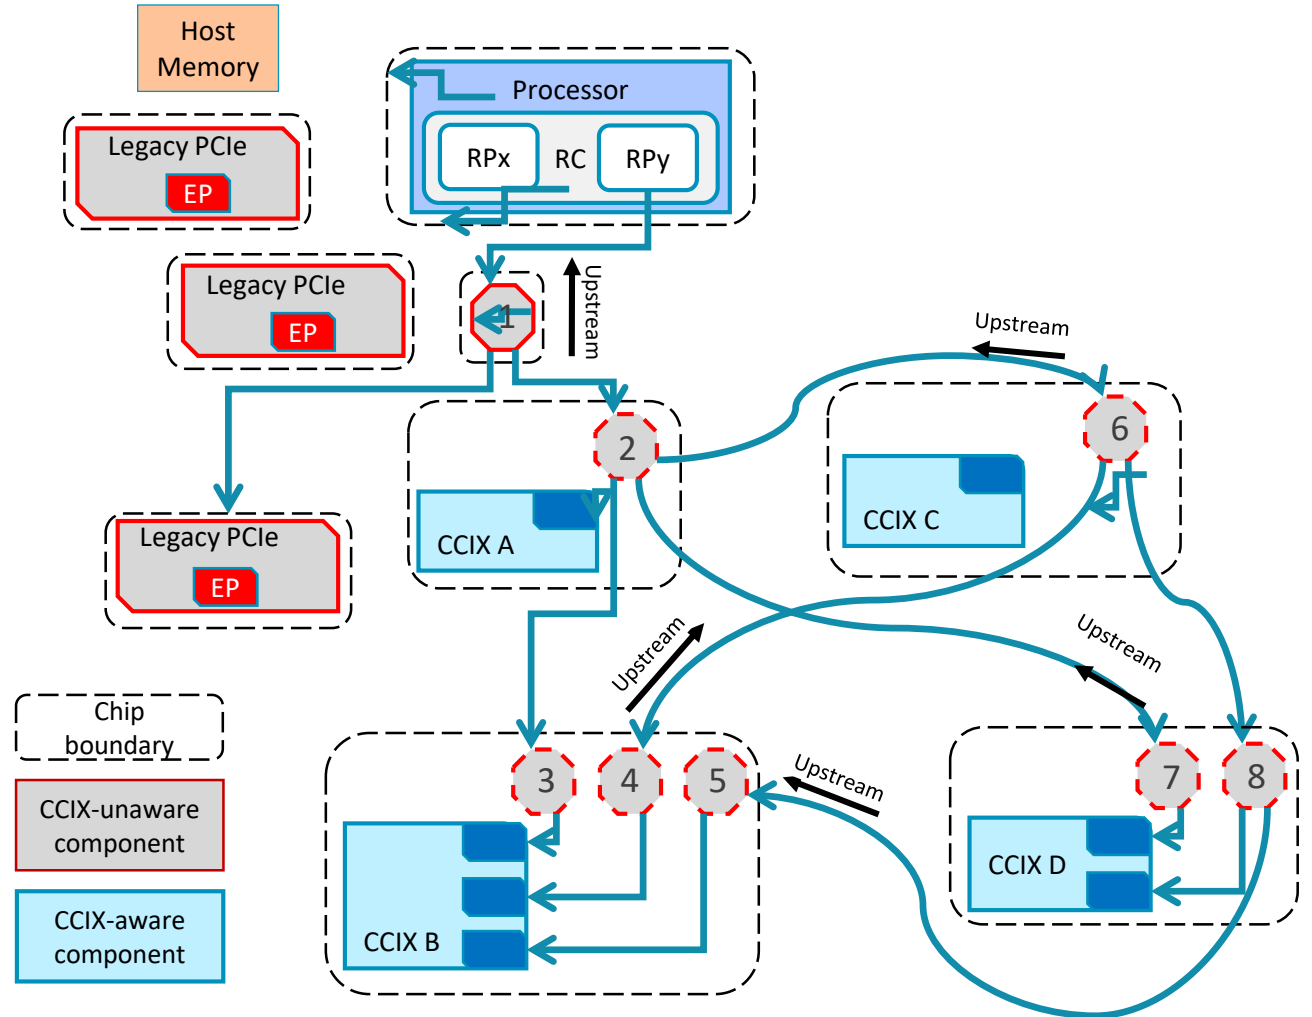 Host
Memory
Processor
RPx
RC
RPy
Legacy PCIe
EP
Legacy PCIe
EP
1
Upstream
Upstream
2
6
CCIX A
CCIX C
Legacy PCIe
EP
Upstream
Upstream
Chip
boundary
3
4
5
Upstream
7
8
CCIX-unaware
component
CCIX B
CCIX D
CCIX-aware
component